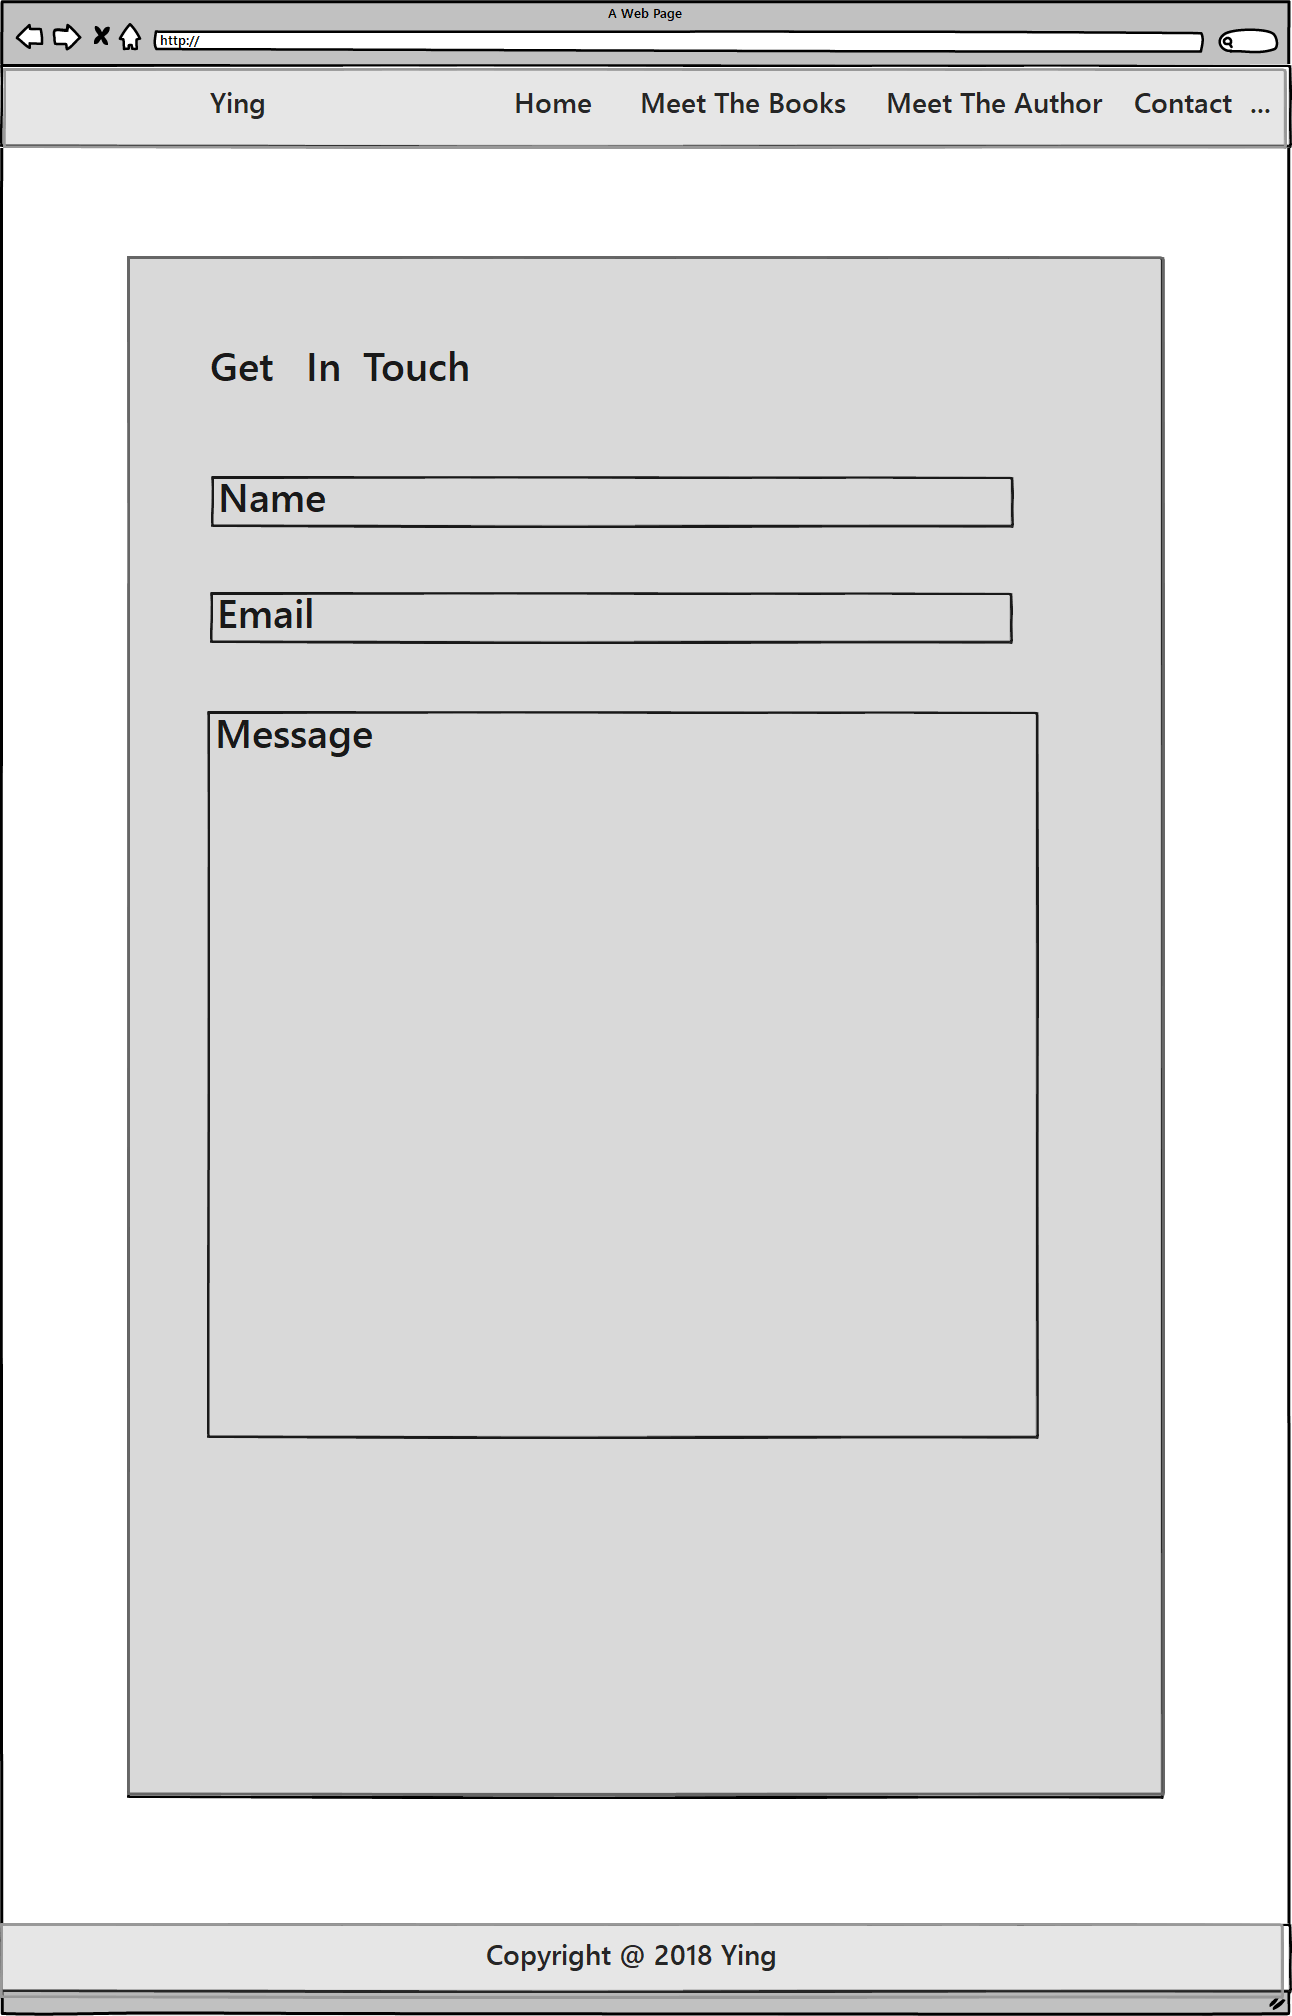 A Web Page
http://
Ying Home Meet The Books Meet The Author Contact ...
Get In Touch
Name
Email
Message
Copyright @ 2018 Ying